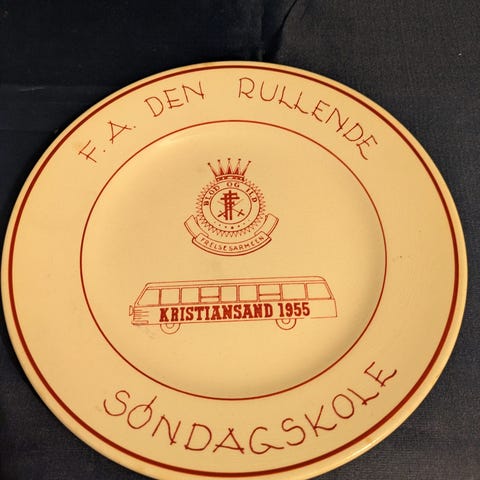 F.A. DEN RULLENDE
BLOD OG ILD
FRELSESARMEEN
KRISTIANSAND 1955
SØNDAGSKOLE